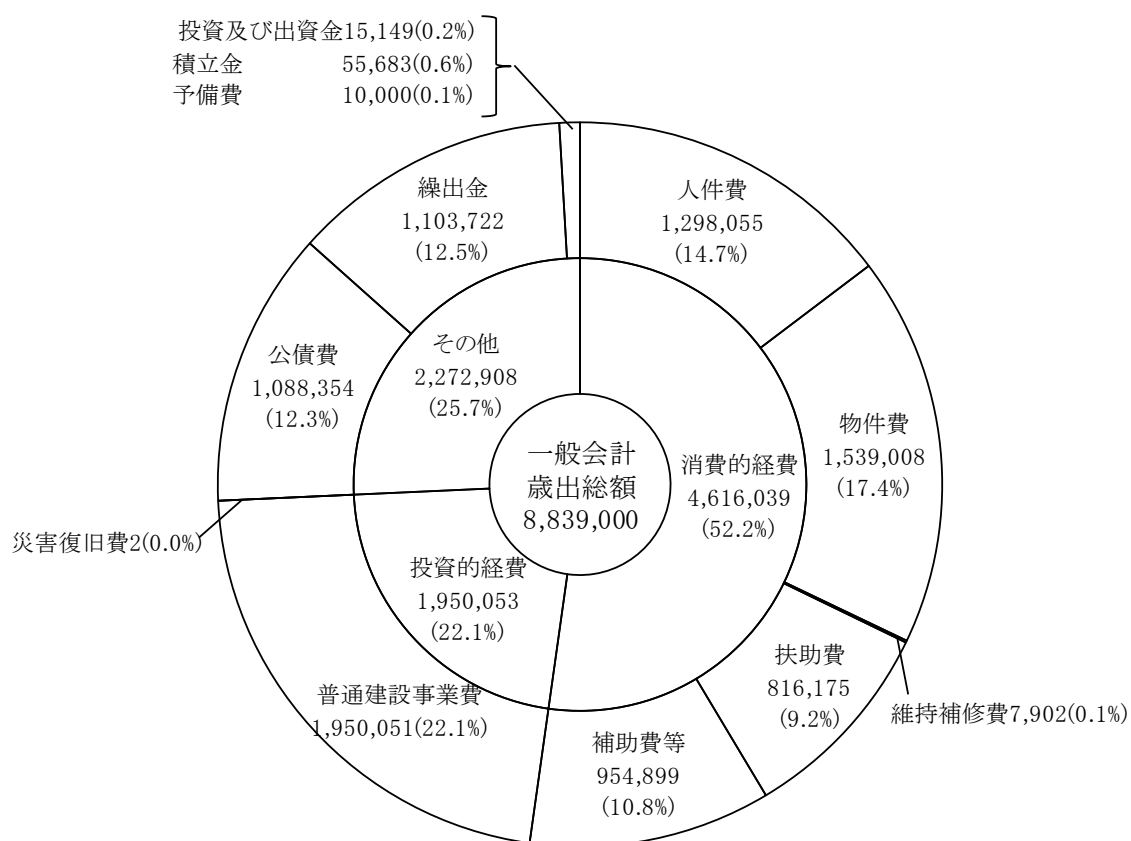 投資及び出資金15,149(0.2%)
積立金 55,683(0.6%)
予備費 10,000(0.1%)
繰出金
1,103,722
(12.5%)
人件費
1,298,055
(14.7%)
公債費
1,088,354
(12.3%)
その他
2,272,908
(25.7%)
物件費
1,539,008
(17.4%)
一般会計
歳出総額
8,839,000
消費的経費
4,616,039
(52.2%)
災害復旧費2(0.0%)
投資的経費
1,950,053
(22.1%)
扶助費
816,175
(9.2%)
維持補修費7,902(0.1%)
普通建設事業費
1,950,051(22.1%)
補助費等
954,899
(10.8%)